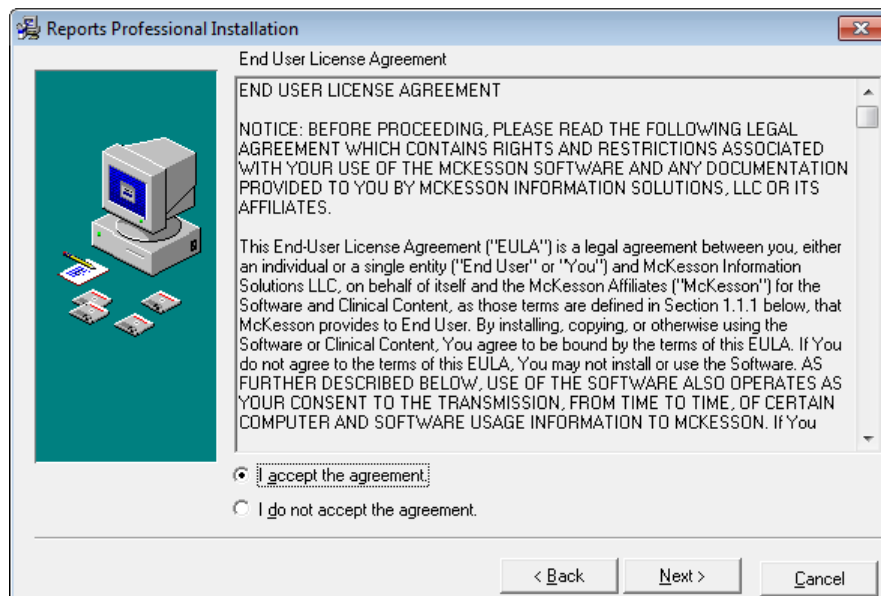 Reports Professional Installation
End User License Agreement
END USER LICENSE AGREEMENT
NOTICE: BEFORE PROCEEDING, PLEASE READ THE FOLLOWING LEGAL
AGREEMENT WHICH CONTAINS RIGHTS AND RESTRICTIONS ASSOCIATED
WITH YOUR USE OF THE MCKESSON SOFTWARE AND ANY DOCUMENTATION
PROVIDED TO YOU BY MCKESSON INFORMATION SOLUTIONS, LLC OR ITS
AFFILIATES.
This End-User License Agreement ("EULA") is a legal agreement between you, either
an individual or a single entity ("End User" or "You") and McKesson Information
Solutions LLC, on behalf of itself and the McKesson Affiliates ("McKesson") for the
Software and Clinical Content, as those terms are defined in Section 1.1.1 below, that
McKesson provides to End User. By installing, copying, or otherwise using the
Software or Clinical Content, You agree to be bound by the terms of this EULA. If You
do not agree to the terms of this EULA, You may not install or use the Software. AS
FURTHER DESCRIBED BELOW, USE OF THE SOFTWARE ALSO OPERATES AS
YOUR CONSENT TO THE TRANSMISSION, FROM TIME TO TIME, OF CERTAIN
COMPUTER AND SOFTWARE USAGE INFORMATION TO MCKESSON. If You
I accept the agreement.
I do not accept the agreement.
< Back
Next >
Cancel